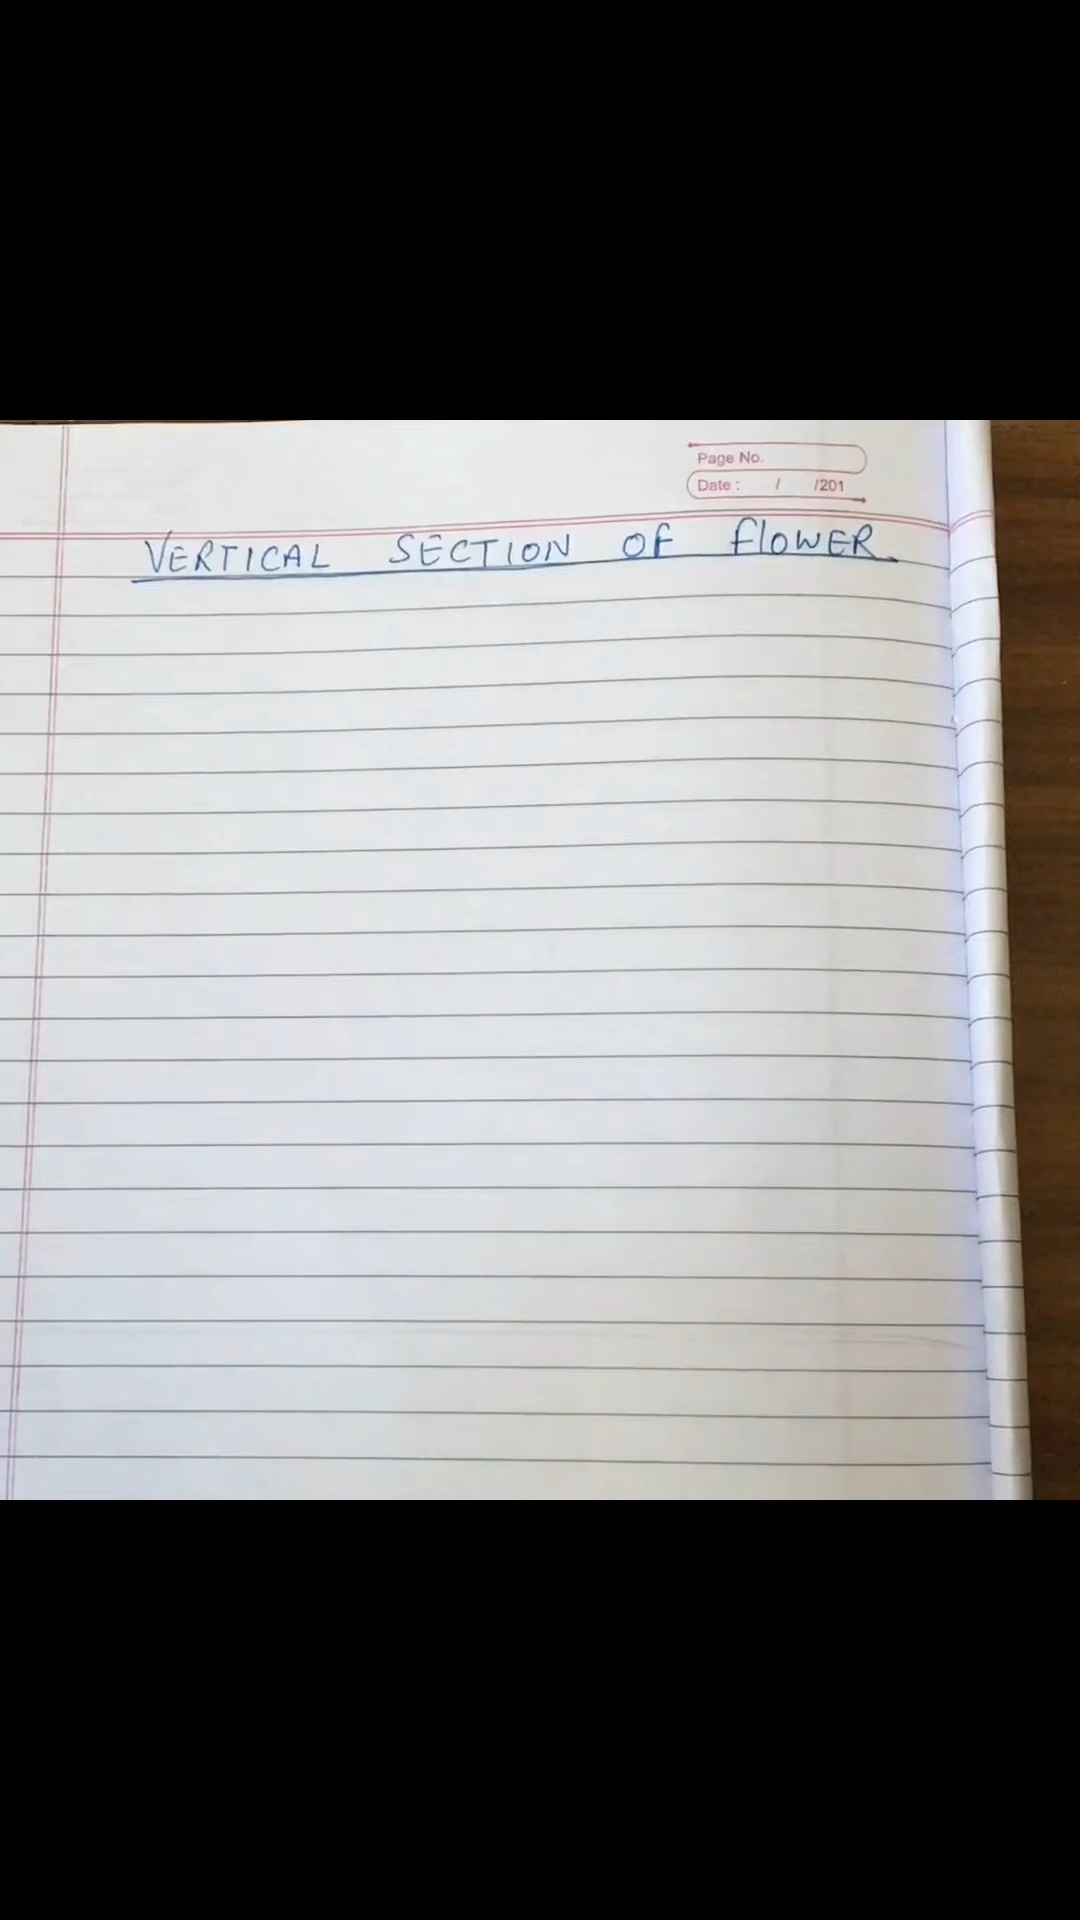 Page No.
Date : / /201
VERTICAL SECTION OF FlOWER